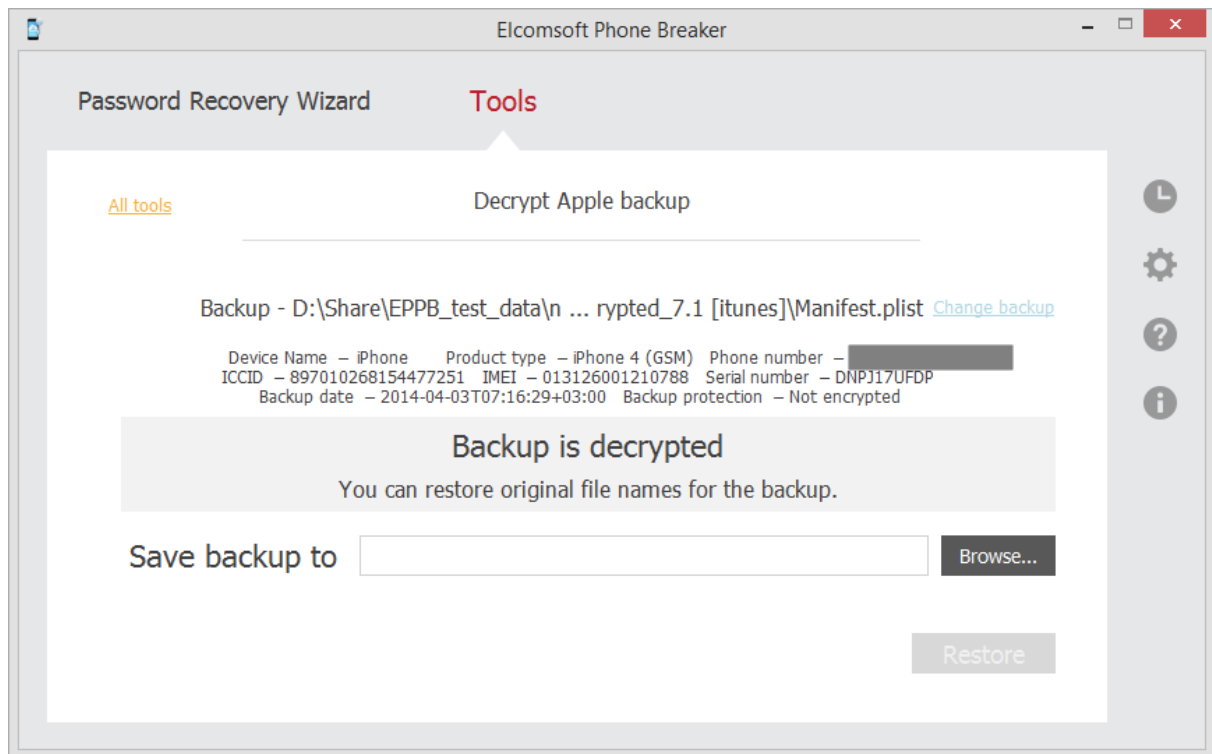 Elcomsoft Phone Breaker
Password Recovery Wizard Tools
All tools Decrypt Apple backup
Backup - D:\Share\EPPB_test_data\n ... rypted_7.1 [itunes]\Manifest.plist Change backup
Device Name – iPhone Product type – iPhone 4 (GSM) Phone number –
ICCID – 897010268154477251 IMEI – 013126001210788 Serial number – DNPJ17UFDP
Backup date – 2014-04-03T07:16:29+03:00 Backup protection – Not encrypted
Backup is decrypted
You can restore original file names for the backup.
Save backup to Browse...
Restore